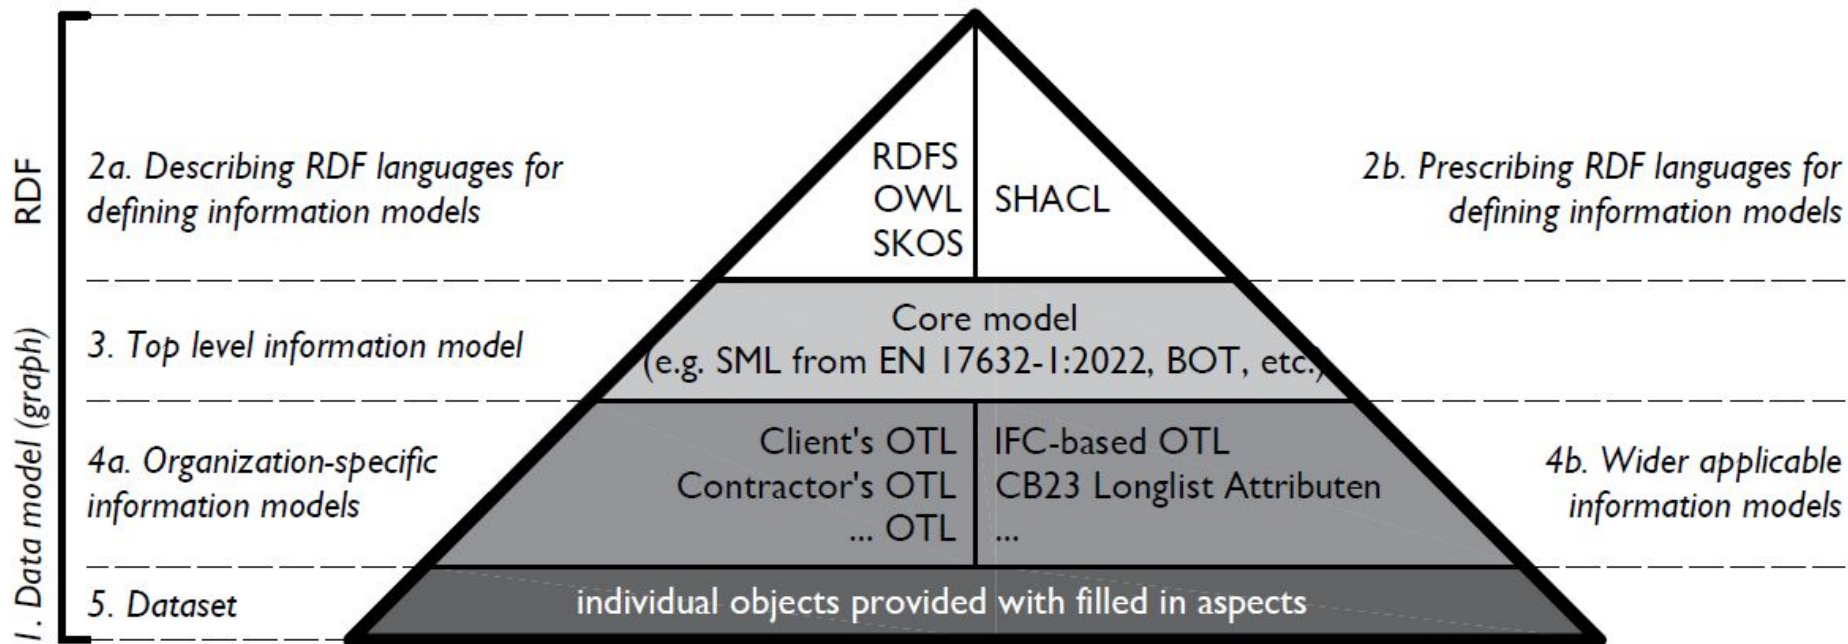 RDF
1. Data model (graph)
2a. Describing RDF languages for
defining information models
RDFS
OWL
SKOS
SHACL
2b. Prescribing RDF languages for
defining information models
3. Top level information model
Core model
(e.g. SML from EN 17632-1:2022, BOT, etc.)
4a. Organization-specific
information models
Client's OTL
Contractor's OTL
... OTL
IFC-based OTL
CB23 Longlist Attributen
...
4b. Wider applicable
information models
5. Dataset
individual objects provided with filled in aspects